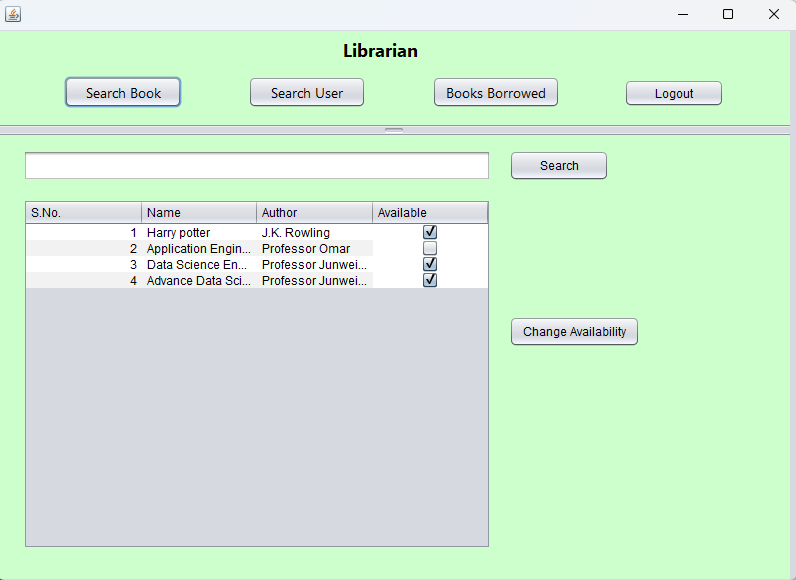 Librarian
Search Book Search User Books Borrowed Logout
Search
S.No. Name Author Available
1 Harry potter J.K. Rowling
2 Application Engin... Professor Omar
3 Data Science En... Professor Junwei...
4 Advance Data Sci... Professor Junwei...
Change Availability